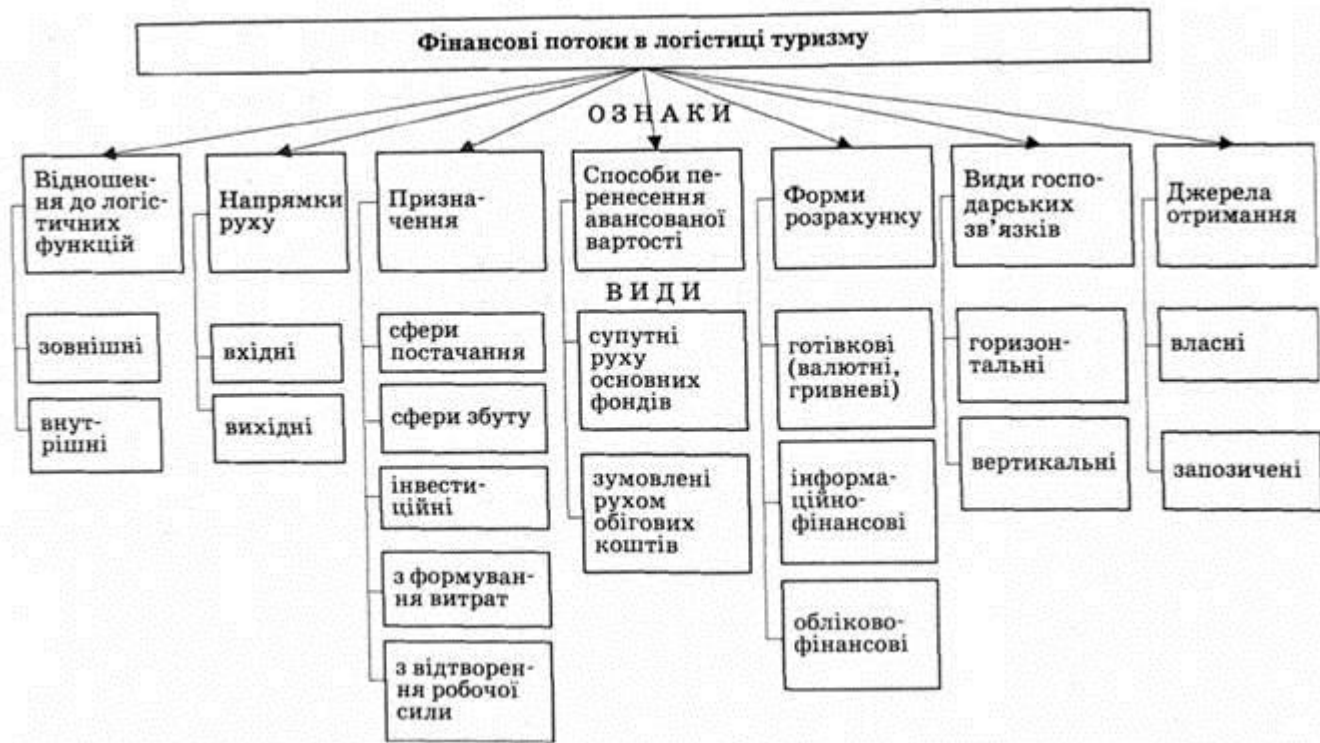 Фінансові потоки в логістиці туризму
ОЗНАКИ
Відношен-
ня до логіс-
тичних
функцій
Напрямки
руху
Призна-
чення
Способи пе-
ренесення
авансованої
вартості
Форми
розрахунку
Види госпо-
дарських
зв’язків
Джерела
отримання
ВИДИ
зовнішні
внут-
рішні
вхідні
вихідні
сфери
постачання
сфери збуту
інвести-
ційні
з формуван-
ня витрат
з відтворен-
ня робочої
сили
супутні
руху
основних
фондів
зумовлені
рухом
обігових
коштів
готівкові
(валютні,
гривневі)
інформа-
ційно-
фінансові
обліково-
фінансові
горизон-
тальні
вертикальні
власні
запозичені